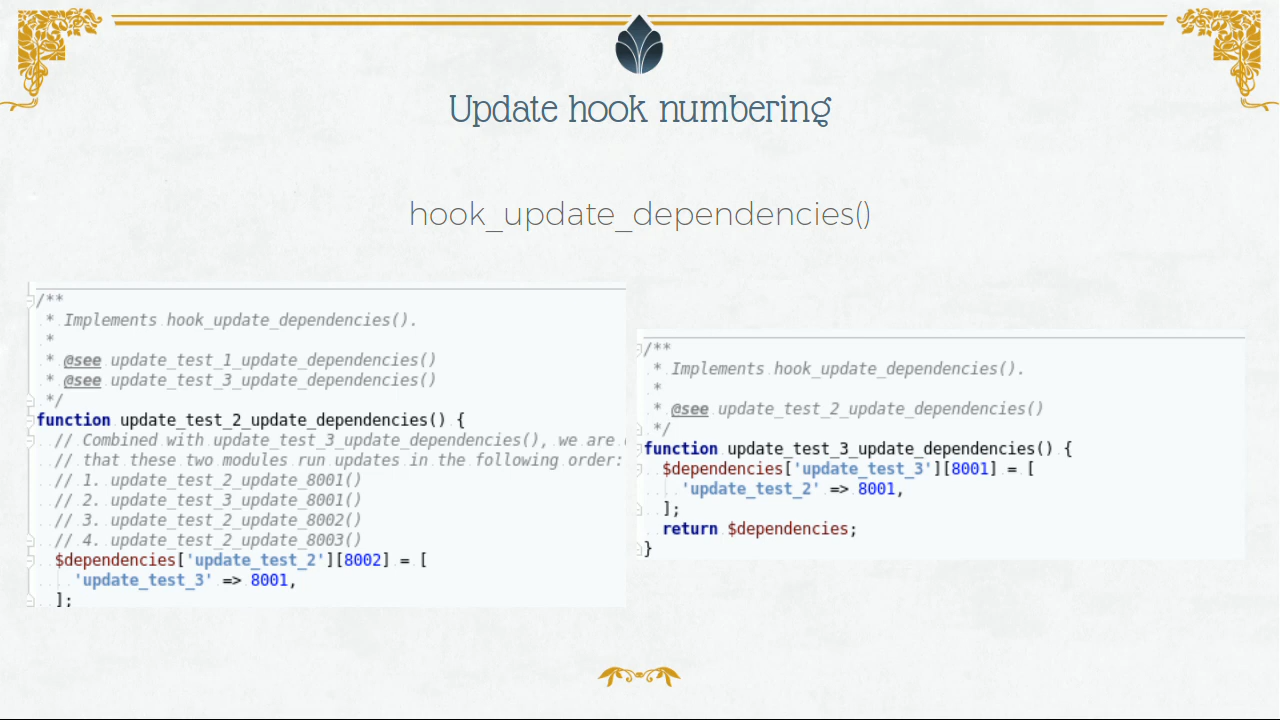 Update hook numbering
hook_update_dependencies()
/**
 * Implements hook_update_dependencies().
 *
 * @see update_test_1_update_dependencies()
 * @see update_test_3_update_dependencies()
 */
function update_test_2_update_dependencies() {
  // Combined with update_test_3_update_dependencies(), we are
  // that these two modules run updates in the following order:
  // 1. update_test_2_update_8001()
  // 2. update_test_3_update_8001()
  // 3. update_test_2_update_8002()
  // 4. update_test_2_update_8003()
  $dependencies['update_test_2'][8002] = [
    'update_test_3' => 8001,
  ];
/**
 * Implements hook_update_dependencies().
 *
 * @see update_test_2_update_dependencies()
 */
function update_test_3_update_dependencies() {
  $dependencies['update_test_3'][8001] = [
    'update_test_2' => 8001,
  ];
  return $dependencies;
}